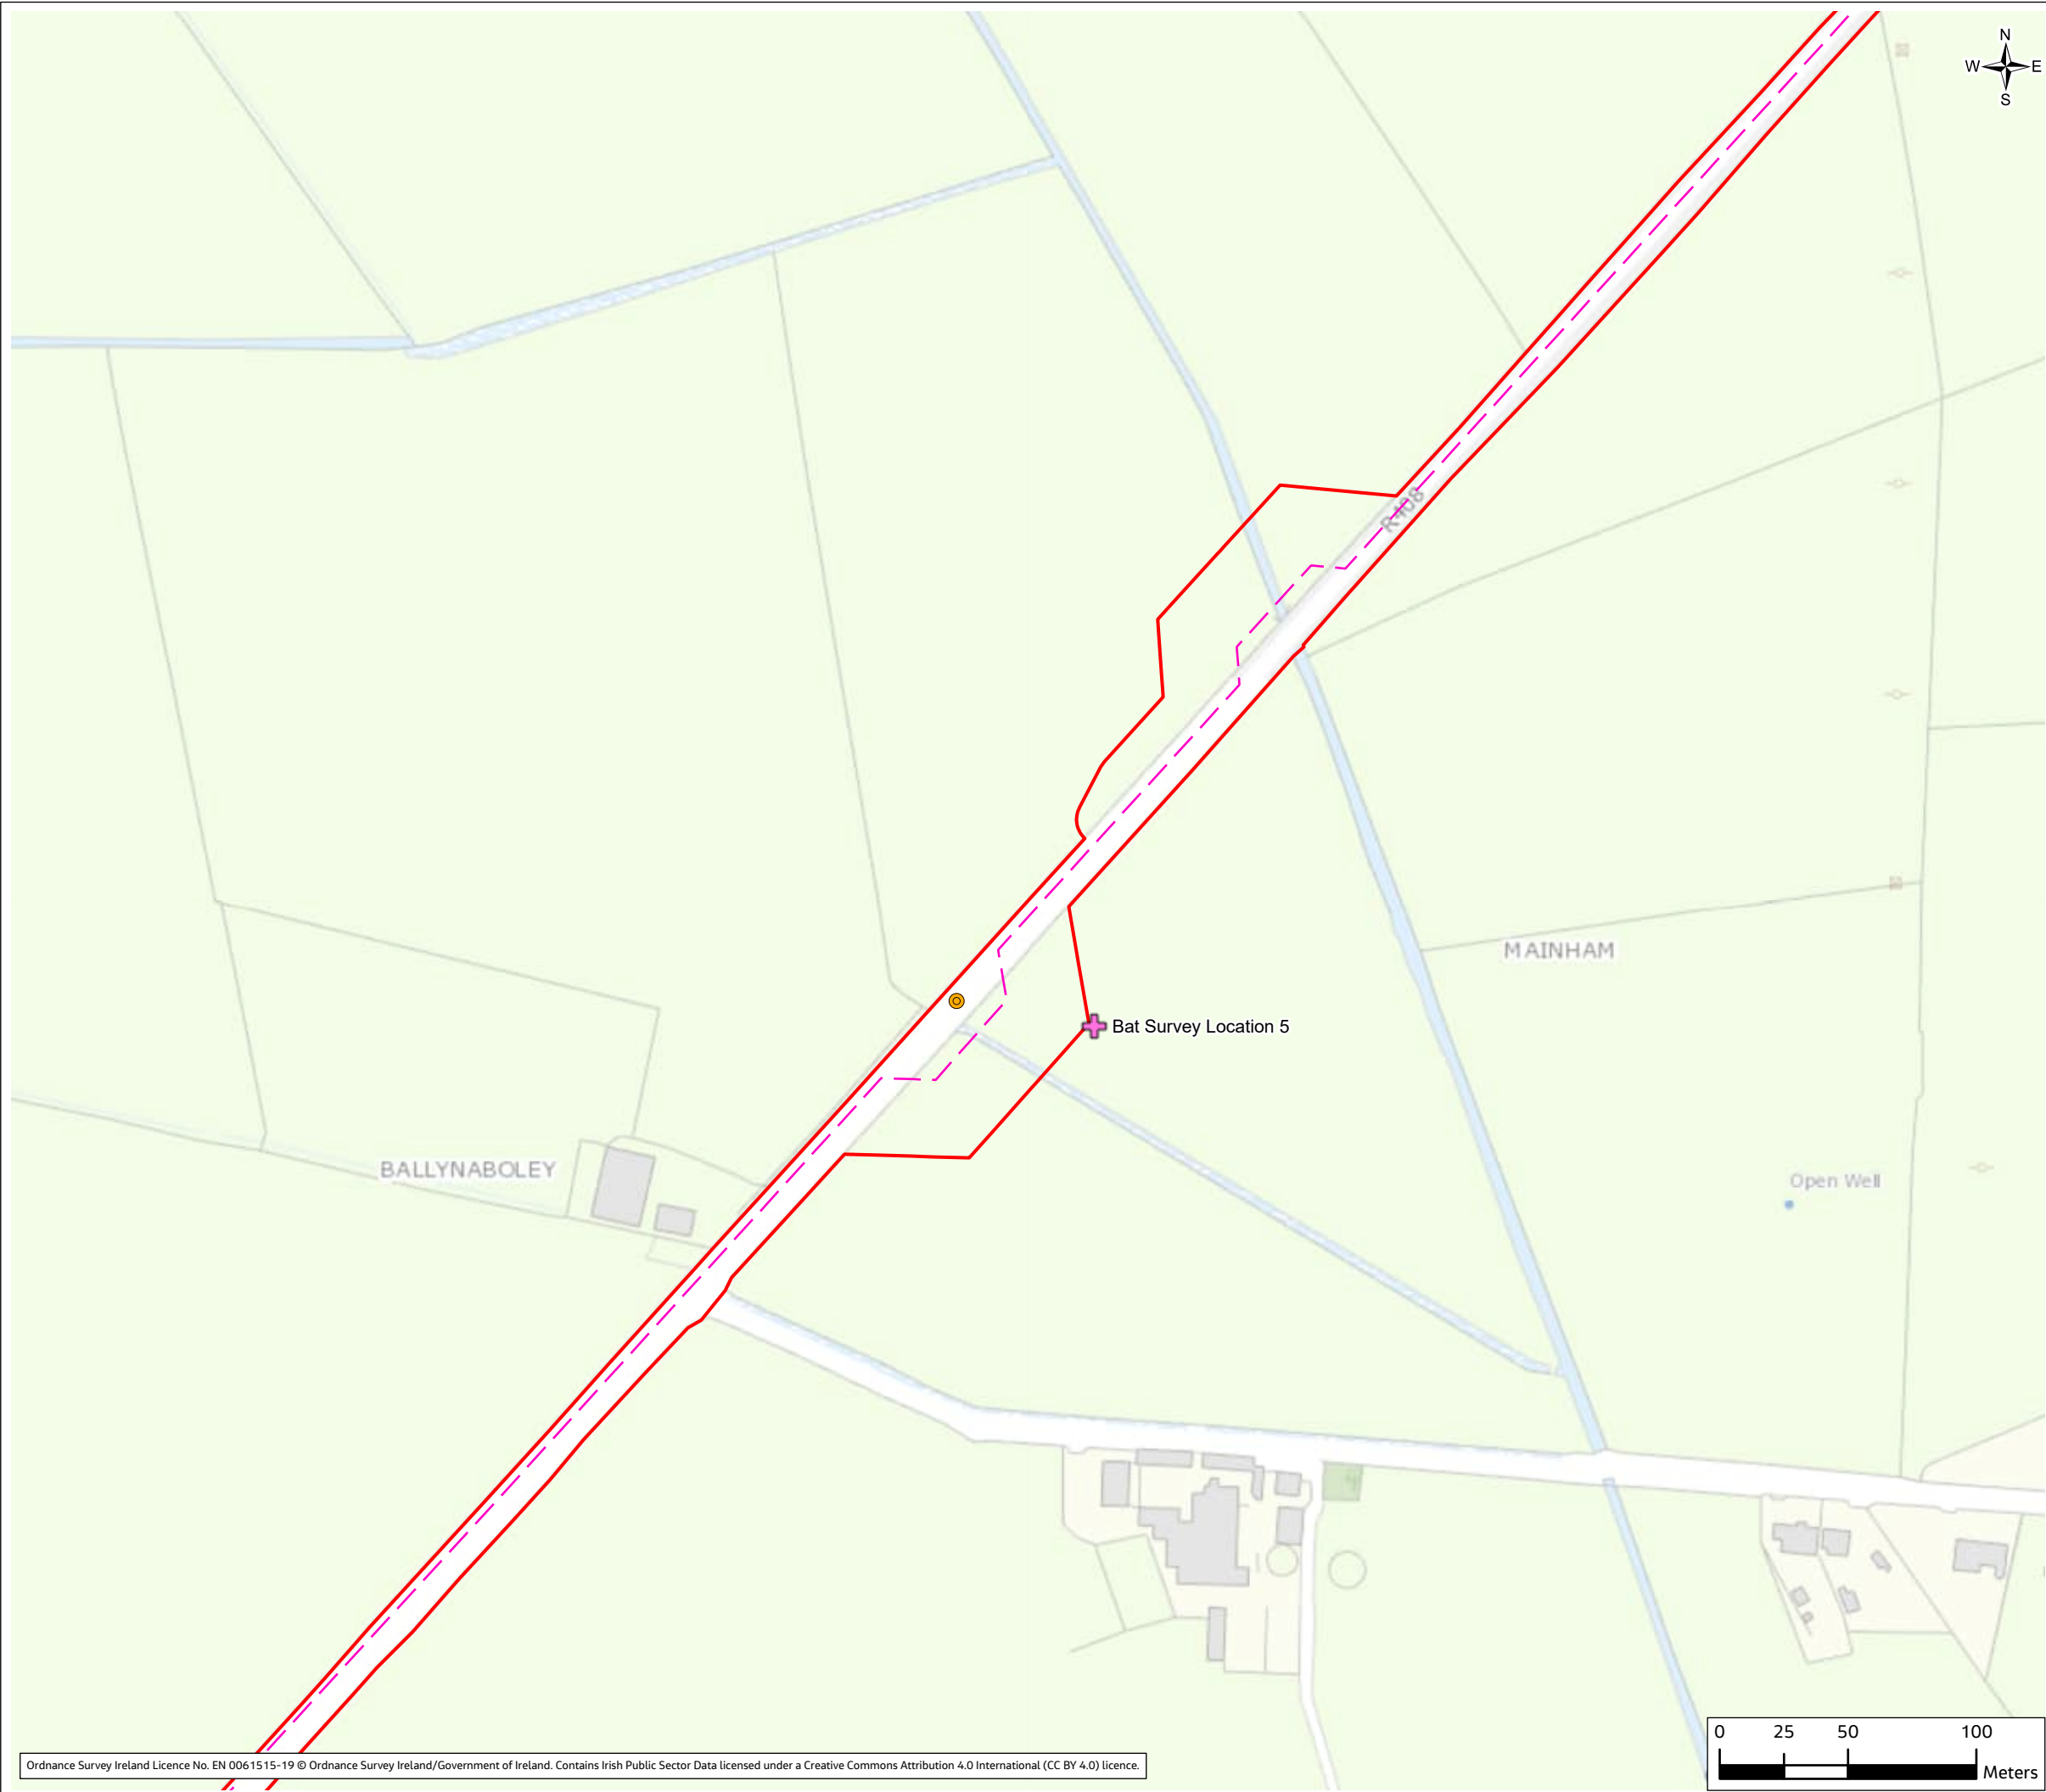 N
W E
S
R408
MAINHAM
Bat Survey Location 5
BALLYNABOLEY
Open Well
0 25 50 100
Meters
Ordnance Survey Ireland Licence No. EN 0061515-19 © Ordnance Survey Ireland/Government of Ireland. Contains Irish Public Sector Data licensed under a Creative Commons Attribution 4.0 International (CC BY 4.0) licence.